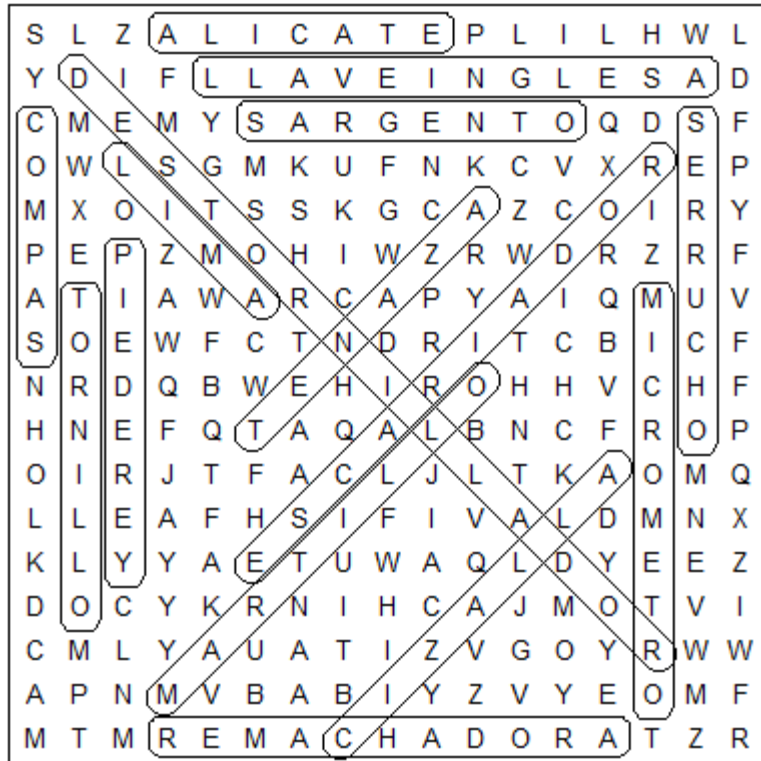 S L Z A L I C A T E P L I L H W L
Y D I F L L A V E I N G L E S A D
C M E M Y S A R G E N T O Q D S F
O W L S G M K U F N K C V X R E P
M X O I T S S K G C A Z C O I R Y
P E P Z M O H I W Z R W D R Z R F
A T I A W A R C A P Y A I Q M U V
S O E W F C T N D R I T C B I C F
N R D Q B W E H I R O H H V C H F
H N E F Q T A Q A L B N C F R O P
O I R J T F A C L J L T K A O M Q
L L E A F H S I F I V A L D M N X
K L Y Y A E T U W A Q L D Y E E Z
D O C Y K R N I H C A J M O T V I
C M L Y A U A T I Z V G O Y R W W
A P N M V B A B I Y Z V Y E O M F
M T M R E M A C H A D O R A T Z R